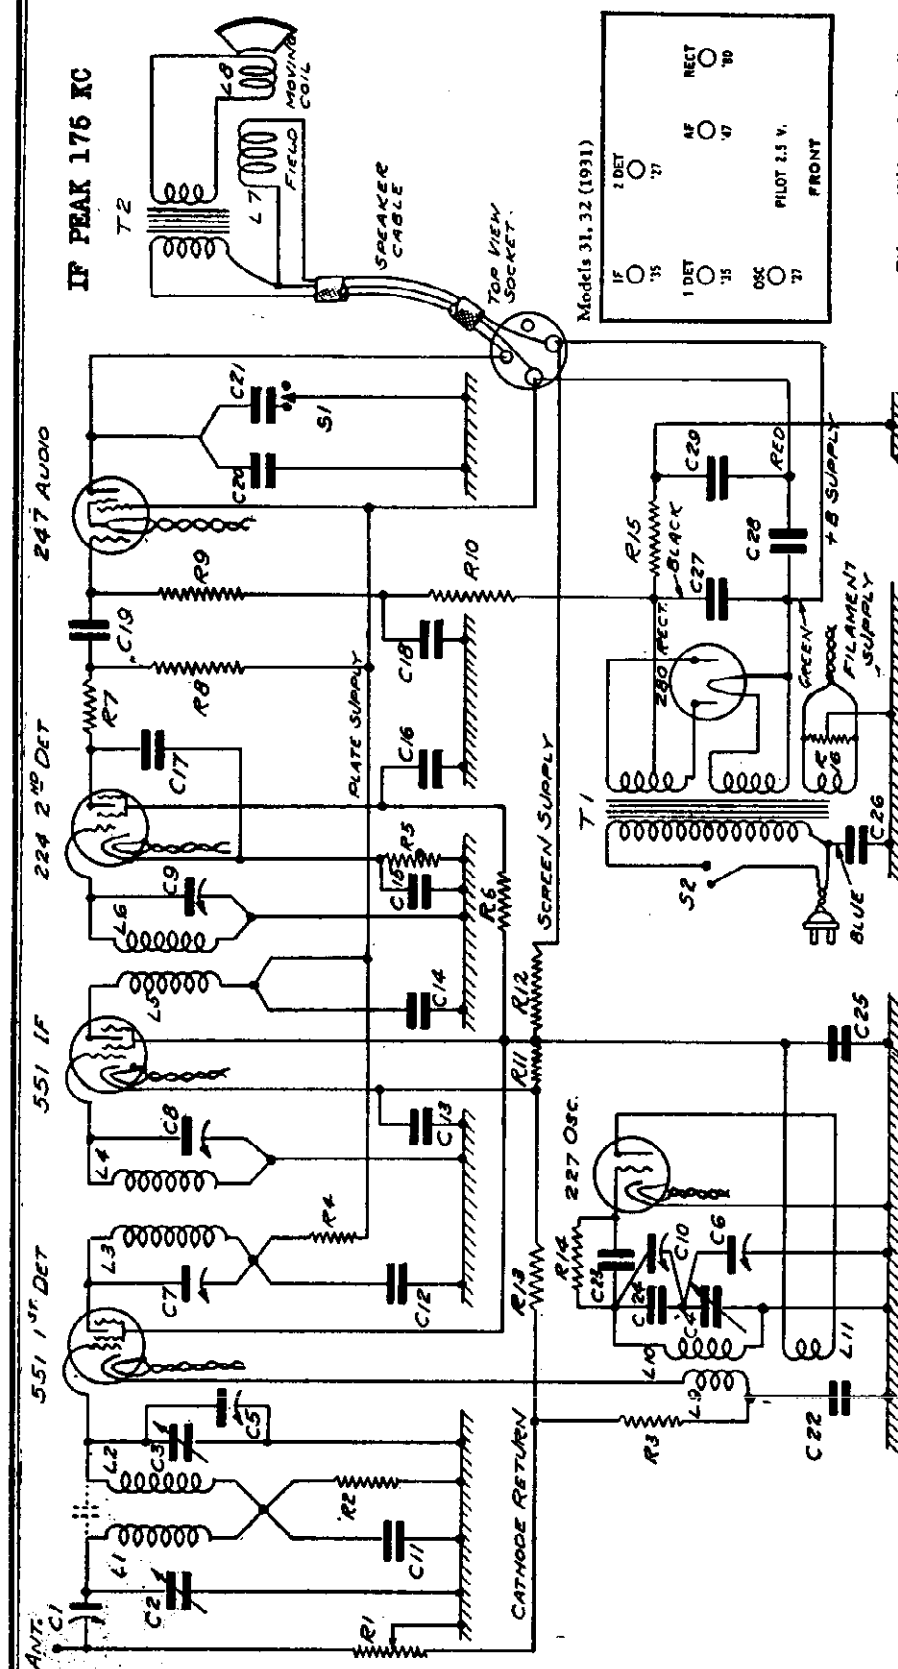 IF PEAK 175 KC
ANT.
C1
551 1ST. DET
551 IF
224 2ND DET
247 AUDIO
T2
L8
MOVING
COIL
L7
FIELD
SPEAKER
CABLE
TOP VIEW
SOCKET.
C2
L1
L2
C3
C5
R1
C11
R2
C7
L3
C12
R4
L4
C8
C13
L5
L6
C9
C14
C15
R5
R6
C17
C16
R7
R8
C19
R9
C18
R10
C20
C21
S1
PLATE SUPPLY
SCREEN SUPPLY
CATHODE RETURN
R13
R11
R12
R3
L9
C22
L10
L11
R14
C23
C24
C4
C10
C6
227 OSC.
C25
S2
BLUE
C26
T1
R16
FILAMENT
SUPPLY
280 RECT.
GREEN
BLACK
R15
C27
C28
C29
RED
+B SUPPLY
Models 31, 32 (1931)
IF
'35
2 DET
'27
RECT
'80
1 DET
'35
AF
'47
OSC
'27
PILOT 2.5 V.
FRONT